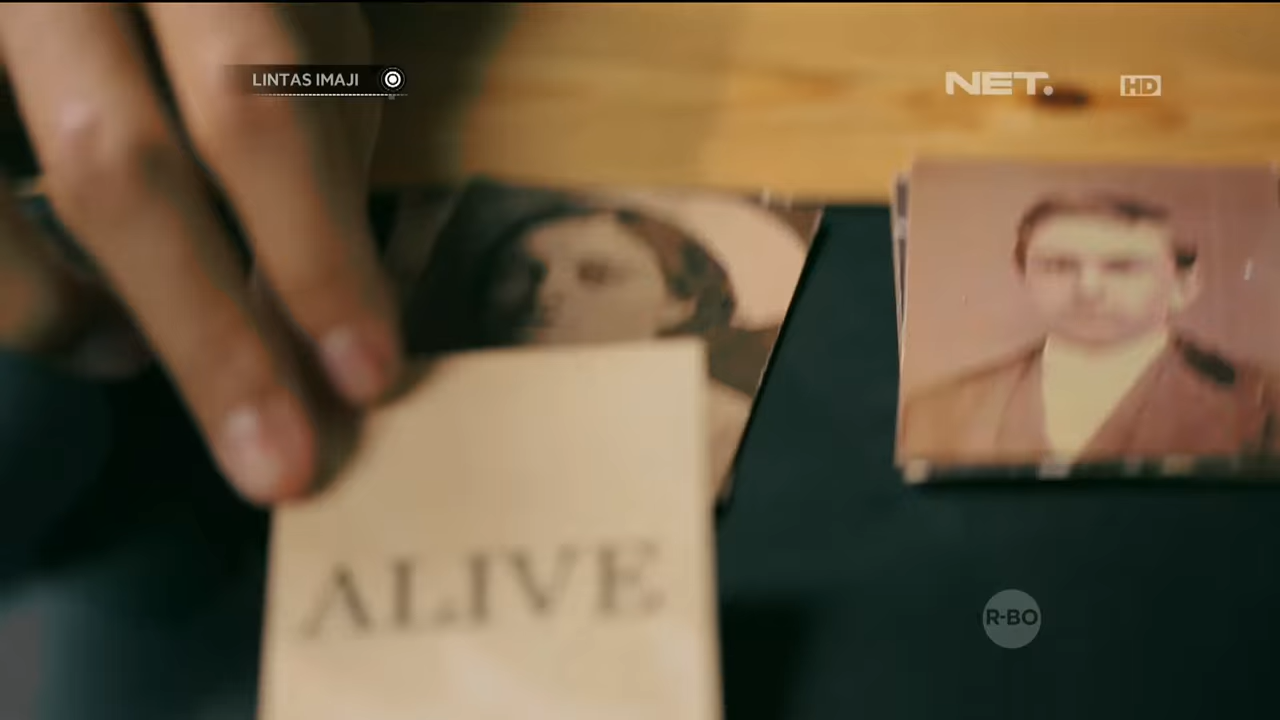 LINTAS IMAJI
NET.
HD
ALIVE
R-BO